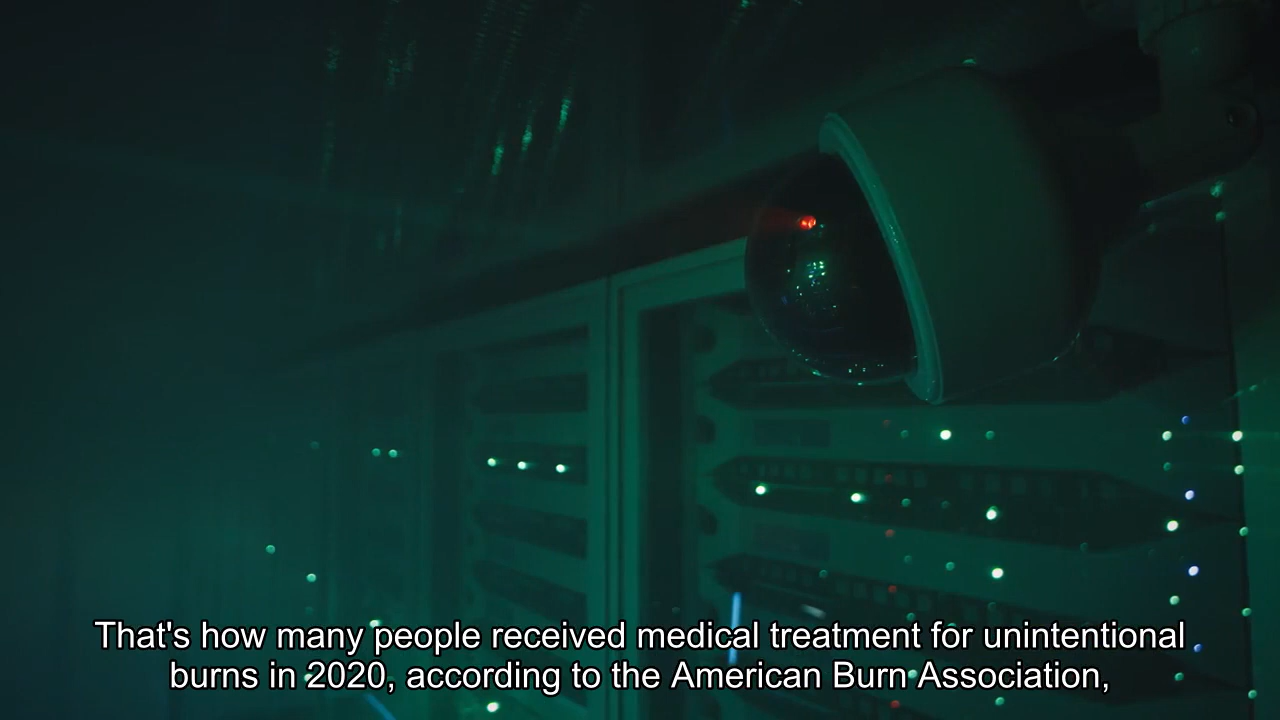 That's how many people received medical treatment for unintentional
burns in 2020, according to the American Burn Association,